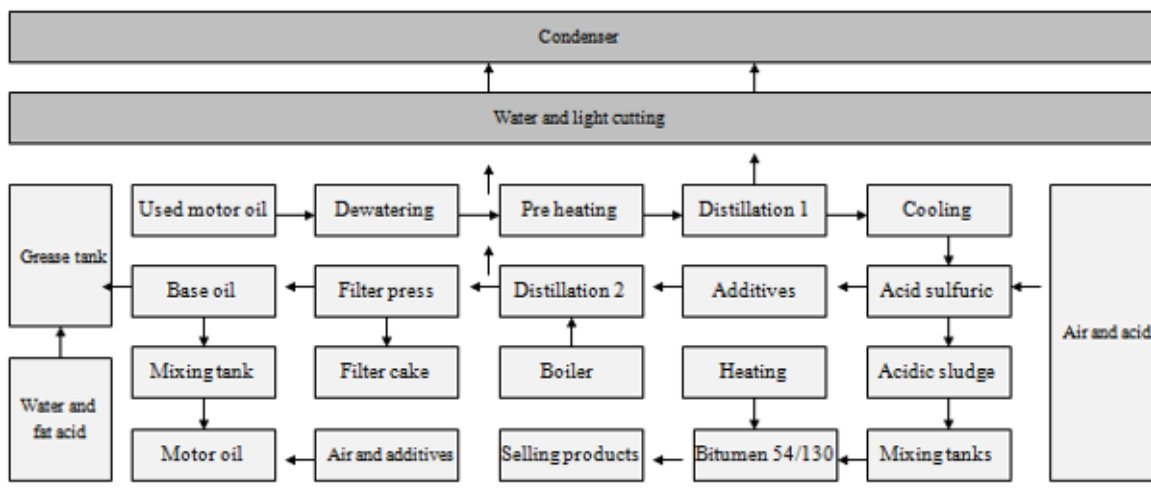 Condenser
Water and light cutting
Used motor oil
Dewatering
Pre heating
Distillation 1
Cooling
Grease tank
Base oil
Filter press
Distillation 2
Additives
Acid sulfuric
Air and acid
Mixing tank
Filter cake
Boiler
Heating
Acidic sludge
Water and
fat acid
Motor oil
Air and additives
Selling products
Bitumen 54/130
Mixing tanks